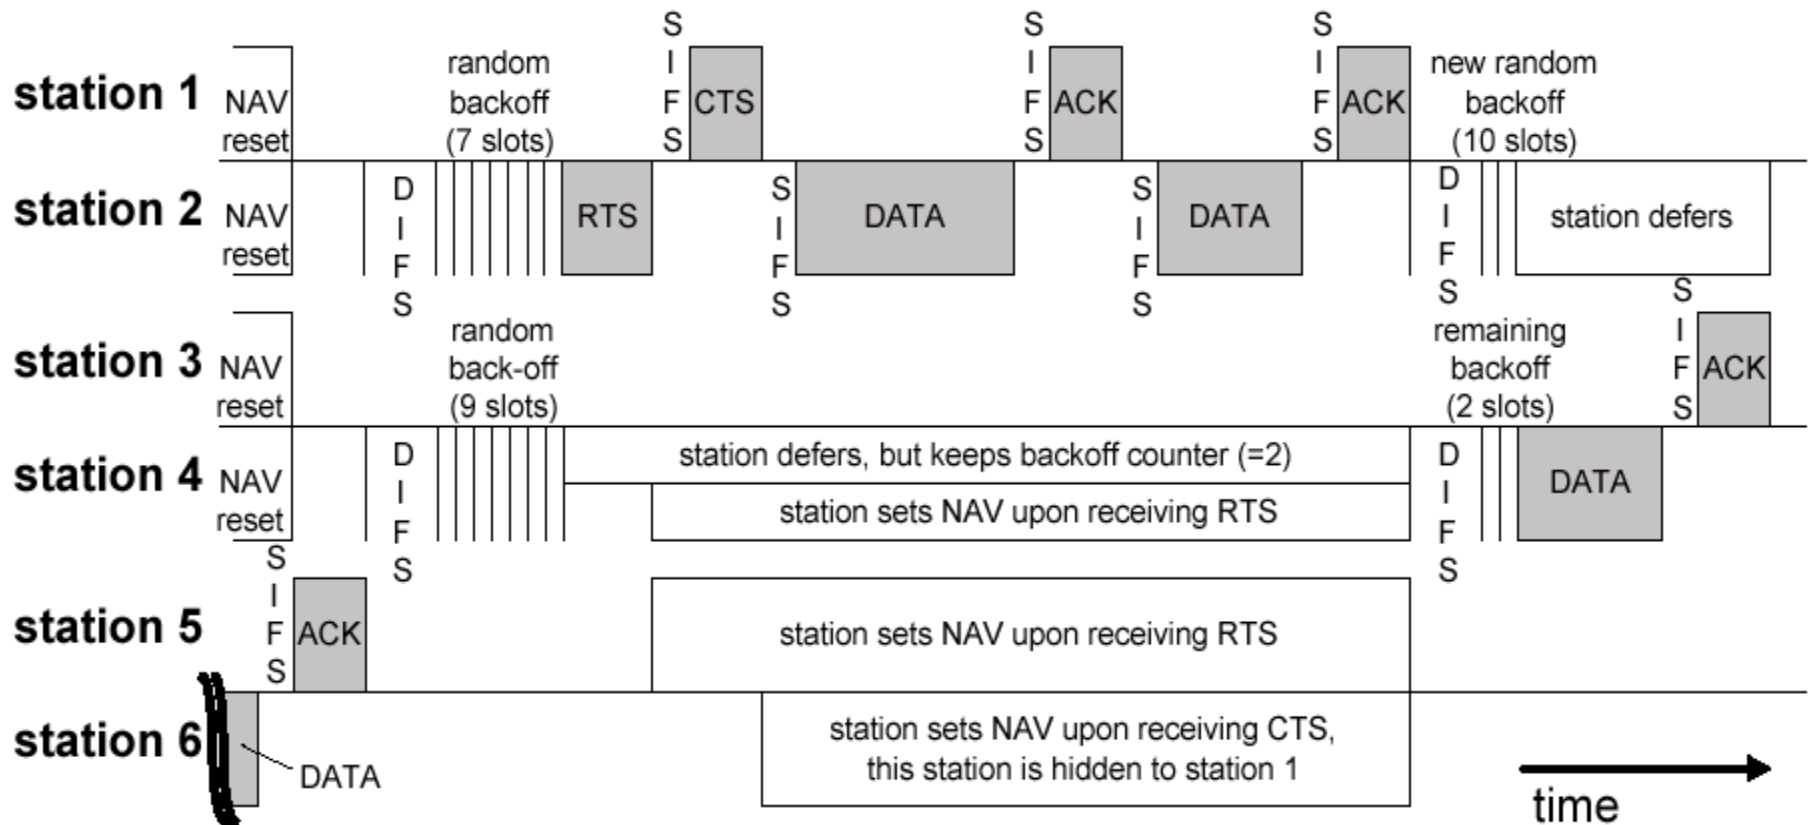 station 1
NAV
reset
random
backoff
(7 slots)
S
I
F
S
CTS
S
I
F
S
ACK
S
I
F
S
ACK
new random
backoff
(10 slots)
station 2
NAV
reset
D
I
F
S
RTS
S
I
F
S
DATA
S
I
F
S
DATA
D
I
F
S
station defers
station 3
NAV
reset
random
back-off
(9 slots)
remaining
backoff
(2 slots)
S
I
F
S
ACK
station 4
NAV
reset
D
I
F
S
station defers, but keeps backoff counter (=2)
station sets NAV upon receiving RTS
D
I
F
S
DATA
station 5
S
I
F
S
ACK
station sets NAV upon receiving RTS
station 6
DATA
station sets NAV upon receiving CTS,
this station is hidden to station 1
time